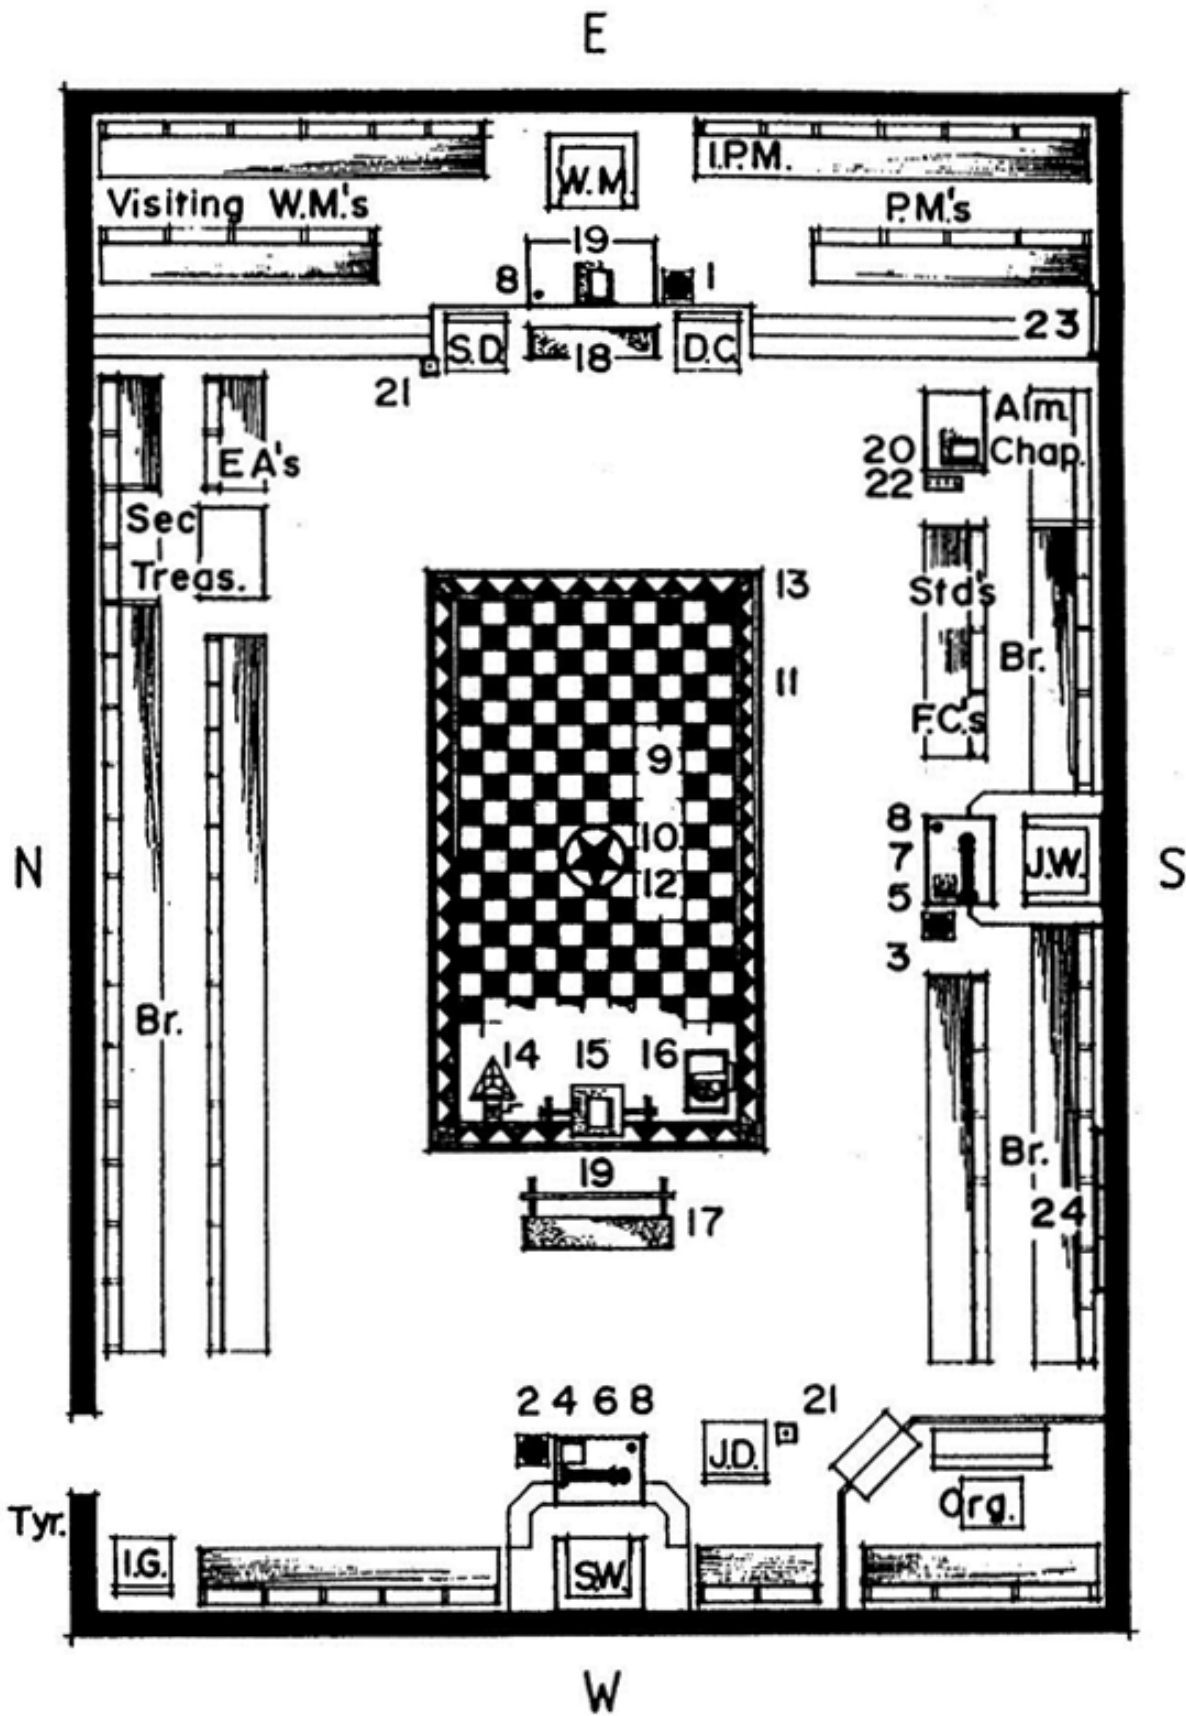 E
I.P.M.
W.M.
Visiting W.M.'s
P.M.'s
19
8
1
23
S.D.
D.C.
18
21
Alm
EA's
20
Chap.
22
Sec
Treas.
13
Std's
Br.
11
F.C's
9
8
10
7
J.W.
N
S
12
5
3
Br.
14
15
16
Br.
19
24
17
2 4 6 8
21
J.D.
Org.
Tyr.
I.G.
S.W.
W